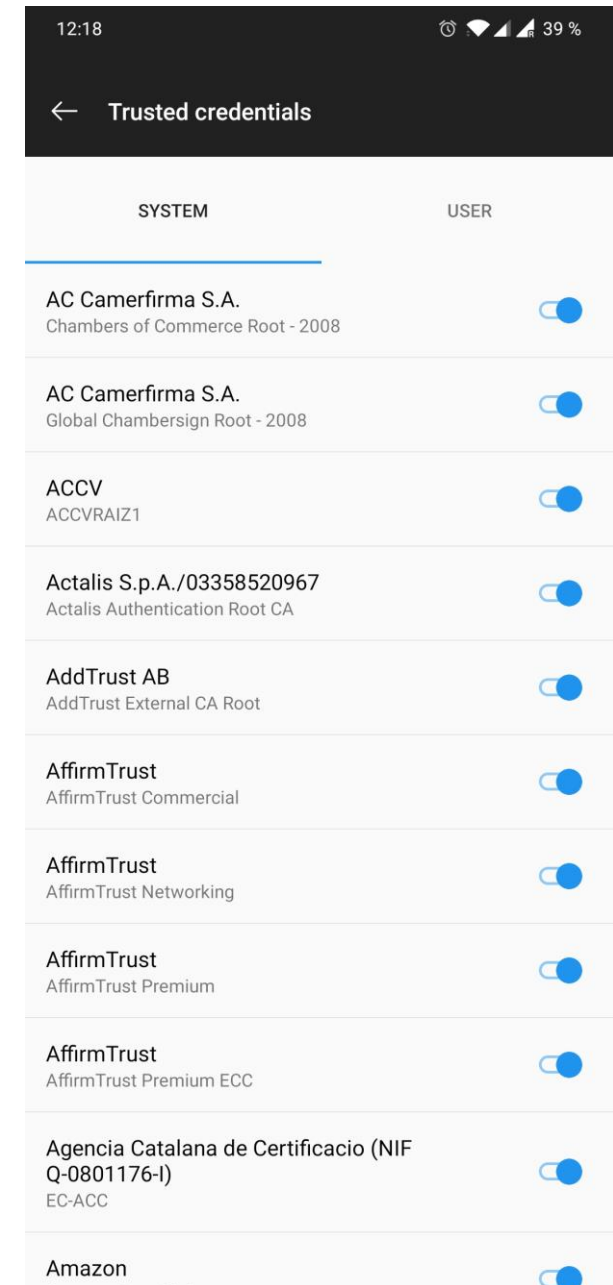 12:18 39 %
Trusted credentials
SYSTEM USER
AC Camerfirma S.A.
Chambers of Commerce Root - 2008
AC Camerfirma S.A.
Global Chambersign Root - 2008
ACCV
ACCVRAIZ1
Actalis S.p.A./03358520967
Actalis Authentication Root CA
AddTrust AB
AddTrust External CA Root
AffirmTrust
AffirmTrust Commercial
AffirmTrust
AffirmTrust Networking
AffirmTrust
AffirmTrust Premium
AffirmTrust
AffirmTrust Premium ECC
Agencia Catalana de Certificacio (NIF
Q-0801176-I)
EC-ACC
Amazon